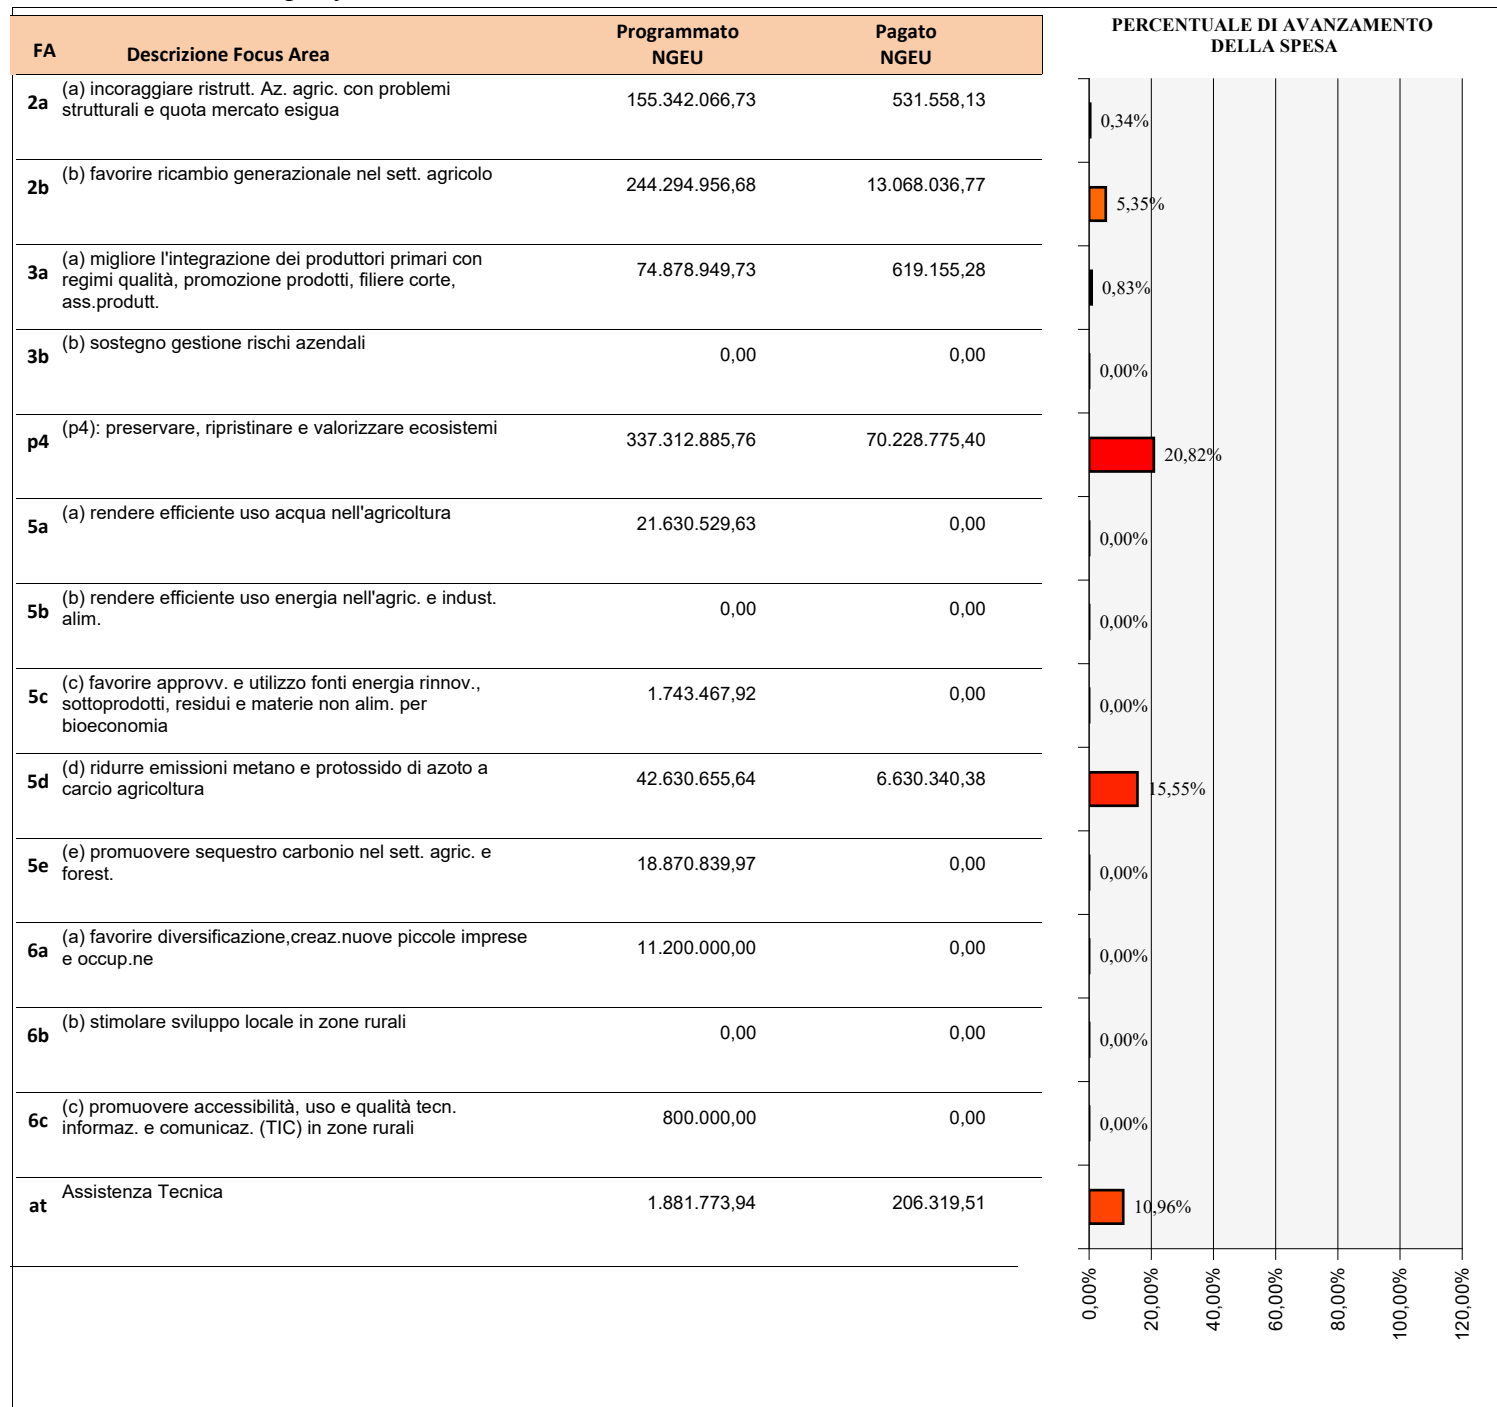 FA
Descrizione Focus Area
Programmato
NGEU
Pagato
NGEU
PERCENTUALE DI AVANZAMENTO
DELLA SPESA
2a (a) incoraggiare ristrutt. Az. agric. con problemi
strutturali e quota mercato esigua
155.342.066,73 531.558,13 0,34%
2b (b) favorire ricambio generazionale nel sett. agricolo
244.294.956,68 13.068.036,77 5,35%
3a (a) migliore l'integrazione dei produttori primari con
regimi qualità, promozione prodotti, filiere corte,
ass.produtt.
74.878.949,73 619.155,28 0,83%
3b (b) sostegno gestione rischi azendali
0,00 0,00 0,00%
p4 (p4): preservare, ripristinare e valorizzare ecosistemi
337.312.885,76 70.228.775,40 20,82%
5a (a) rendere efficiente uso acqua nell'agricoltura
21.630.529,63 0,00 0,00%
5b (b) rendere efficiente uso energia nell'agric. e indust.
alim.
0,00 0,00 0,00%
5c (c) favorire approvv. e utilizzo fonti energia rinnov.,
sottoprodotti, residui e materie non alim. per
bioeconomia
1.743.467,92 0,00 0,00%
5d (d) ridurre emissioni metano e protossido di azoto a
carcio agricoltura
42.630.655,64 6.630.340,38 15,55%
5e (e) promuovere sequestro carbonio nel sett. agric. e
forest.
18.870.839,97 0,00 0,00%
6a (a) favorire diversificazione,creaz.nuove piccole imprese
e occup.ne
11.200.000,00 0,00 0,00%
6b (b) stimolare sviluppo locale in zone rurali
0,00 0,00 0,00%
6c (c) promuovere accessibilità, uso e qualità tecn.
informaz. e comunicaz. (TIC) in zone rurali
800.000,00 0,00 0,00%
at Assistenza Tecnica
1.881.773,94 206.319,51 10,96%
0,00%
20,00%
40,00%
60,00%
80,00%
100,00%
120,00%